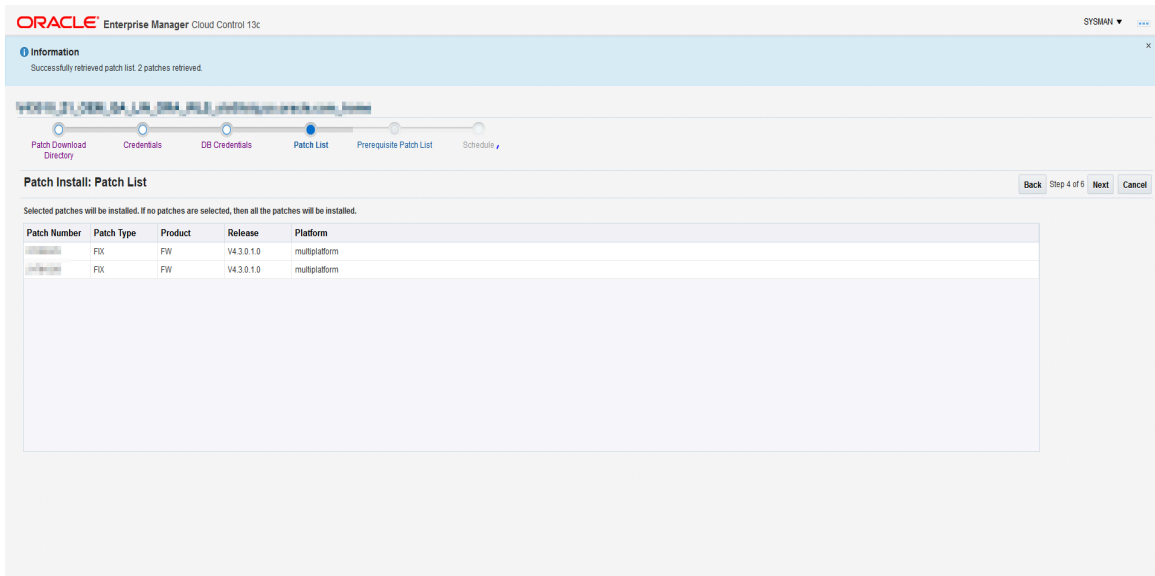 ORACLE Enterprise Manager Cloud Control 13c SYSMAN
Information
Successfully retrieved patch list. 2 patches retrieved.
Patch Download Directory Credentials DB Credentials Patch List Prerequisite Patch List Schedule
Patch Install: Patch List Back Step 4 of 6 Next Cancel
Selected patches will be installed. If no patches are selected, then all the patches will be installed.
Patch Number Patch Type Product Release Platform
FIX FW V4.3.0.1.0 multiplatform
FIX FW V4.3.0.1.0 multiplatform